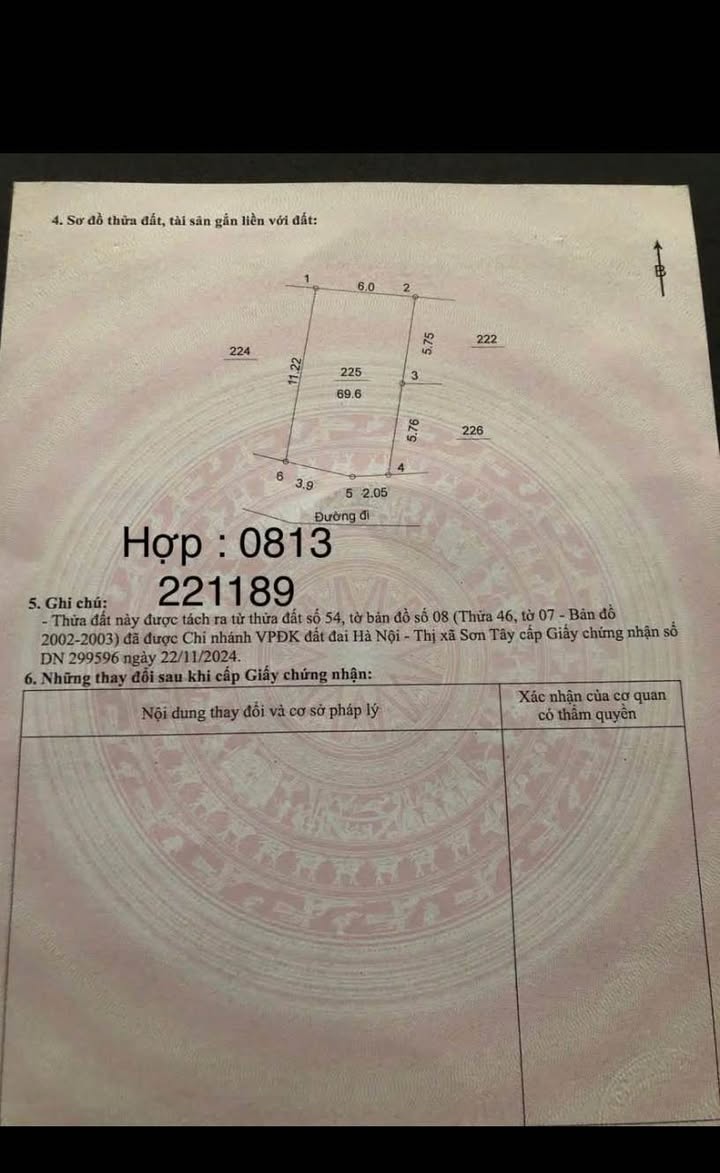 4. Sơ đồ thửa đất, tài sản gắn liền với đất:
B
1 6.0 2
224
11.22
225
69.6
5.75
222
3
5.76
226
4
6 3.9
5 2.05
Đường đi
Hợp : 0813
221189
5. Ghi chú:
- Thửa đất này được tách ra từ thửa đất số 54, tờ bản đồ số 08 (Thửa 46, tờ 07 - Bản đồ
2002-2003) đã được Chi nhánh VPĐK đất đai Hà Nội - Thị xã Sơn Tây cấp Giấy chứng nhận số
DN 299596 ngày 22/11/2024.
6. Những thay đổi sau khi cấp Giấy chứng nhận:
Nội dung thay đổi và cơ sở pháp lý
Xác nhận của cơ quan
có thẩm quyền